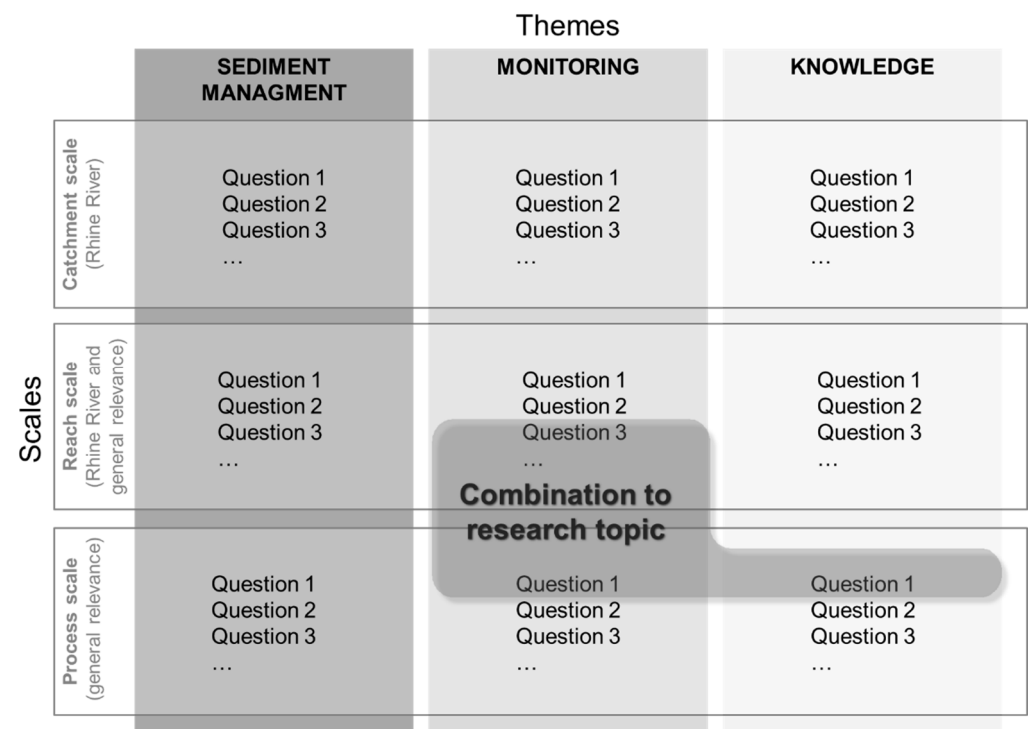 Themes
SEDIMENT
MANAGMENT
MONITORING
KNOWLEDGE
Scales
Catchment scale
(Rhine River)
Question 1
Question 2
Question 3
…
Question 1
Question 2
Question 3
…
Question 1
Question 2
Question 3
…
Reach scale
(Rhine River and
general relevance)
Question 1
Question 2
Question 3
…
Question 1
Question 2
Question 3
…
Question 1
Question 2
Question 3
…
Combination to
research topic
Process scale
(general relevance)
Question 1
Question 2
Question 3
…
Question 1
Question 2
Question 3
…
Question 1
Question 2
Question 3
…